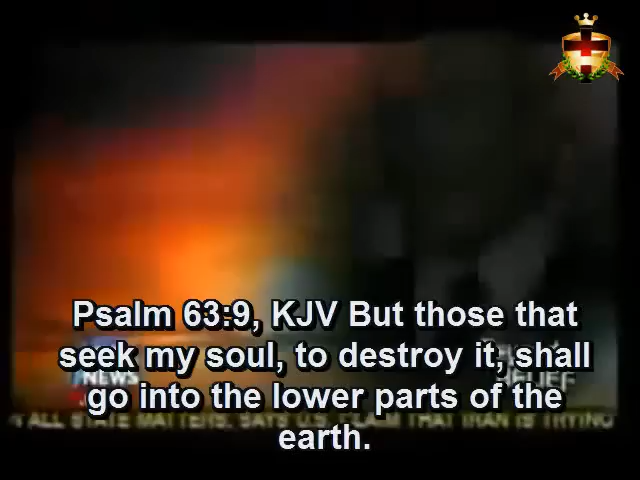 Psalm 63:9, KJV But those that
seek my soul, to destroy it, shall
NEWS
go into the lower parts of the
ALL STATE MATTERS, SAYS U.S. CLAIM THAT IRAN IS TRYING
earth.